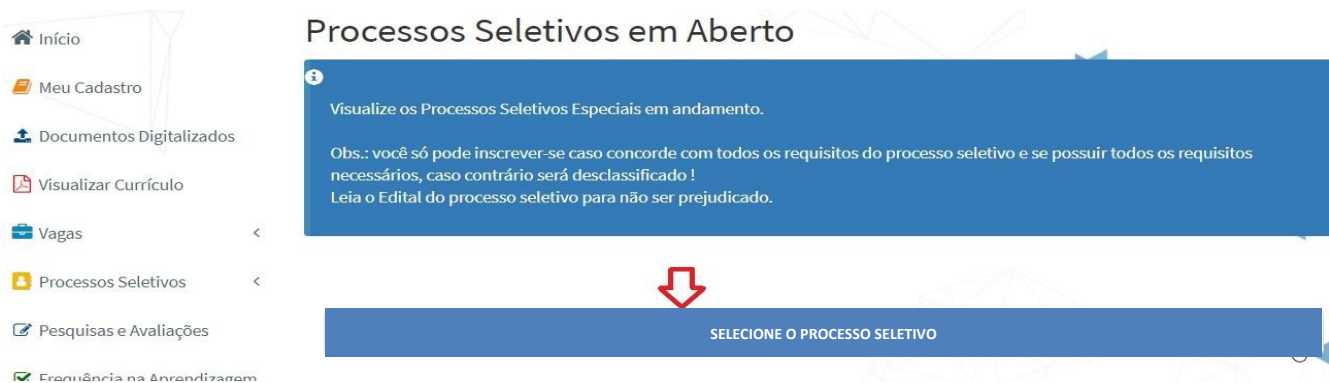 Início
Meu Cadastro
Documentos Digitalizados
Visualizar Currículo
Vagas
Processos Seletivos
Pesquisas e Avaliações
Frequência na Aprendizagem
Processos Seletivos em Aberto
Visualize os Processos Seletivos Especiais em andamento.
Obs.: você só pode inscrever-se caso concorde com todos os requisitos do processo seletivo e se possuir todos os requisitos
necessários, caso contrário será desclassificado !
Leia o Edital do processo seletivo para não ser prejudicado.
SELECIONE O PROCESSO SELETIVO